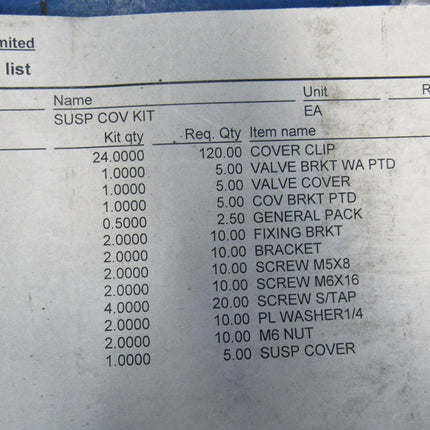 mited
list
Name Unit R
SUSP COV KIT EA
Kit qty Req. Qty Item name
24.0000 120.00 COVER CLIP
1.0000 5.00 VALVE BRKT WA PTD
1.0000 5.00 VALVE COVER
1.0000 5.00 COV BRKT PTD
0.5000 2.50 GENERAL PACK
2.0000 10.00 FIXING BRKT
2.0000 10.00 BRACKET
2.0000 10.00 SCREW M5X8
2.0000 10.00 SCREW M6X16
4.0000 20.00 SCREW S/TAP
2.0000 10.00 PL WASHER1/4
2.0000 10.00 M6 NUT
1.0000 5.00 SUSP COVER